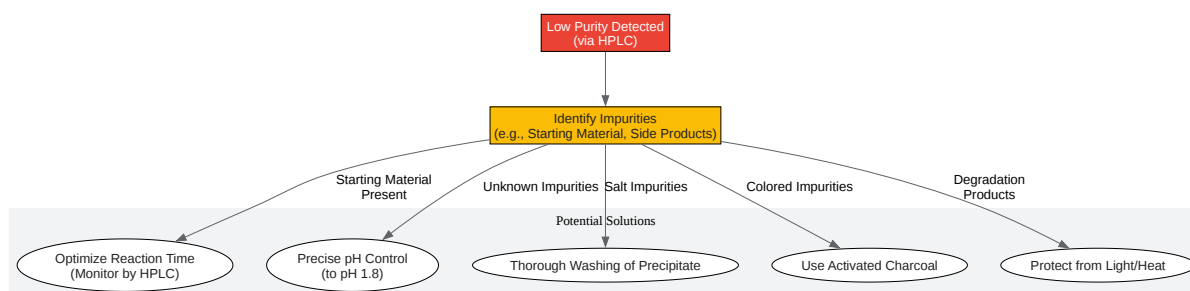 Low Purity Detected
(via HPLC)
Identify Impurities
(e.g., Starting Material, Side Products)
Starting Material
Present
Unknown Impurities
Salt Impurities
Colored Impurities
Degradation
Products
Potential Solutions
Optimize Reaction Time
(Monitor by HPLC)
Precise pH Control
(to pH 1.8)
Thorough Washing of Precipitate
Use Activated Charcoal
Protect from Light/Heat